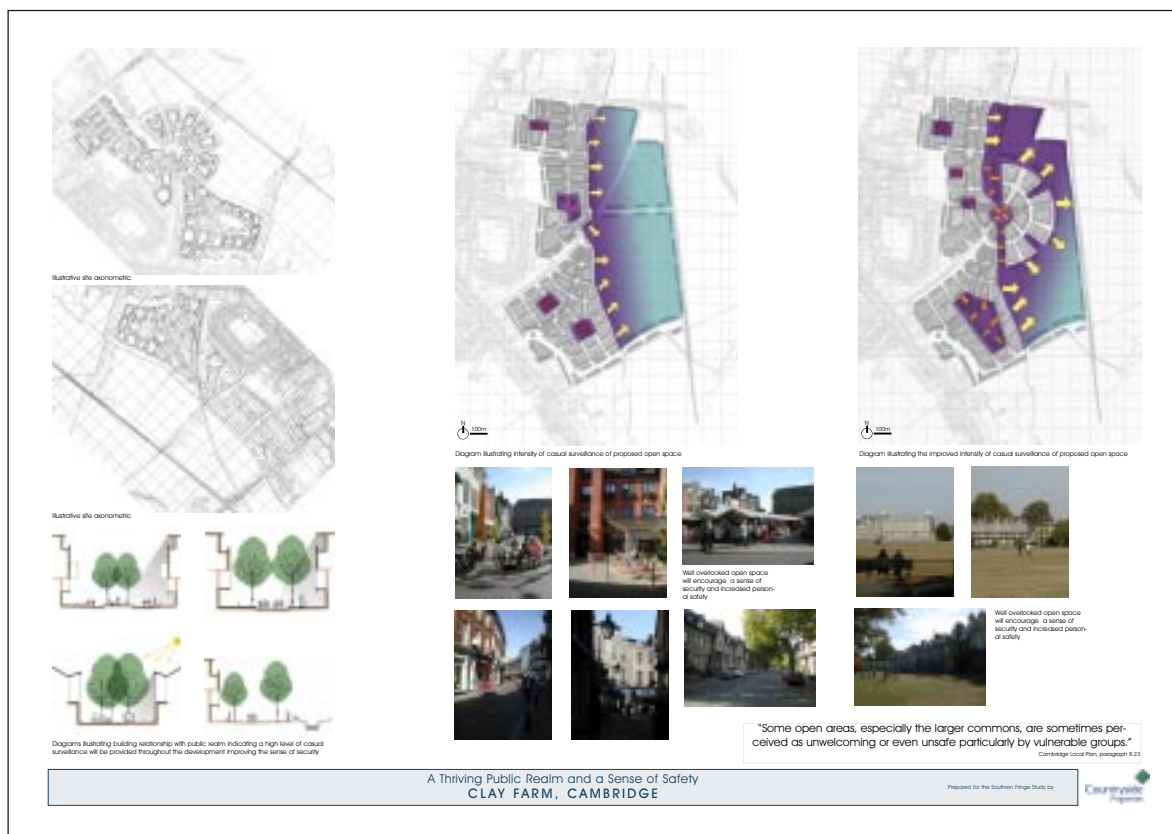 Illustrative site axonometric
Illustrative site axonometric
Diagrams illustrating building relationship with public realm indicating a high level of casual
surveillance will be provided throughout the development improving the sense of security
N
100m
Diagram illustrating intensity of casual surveillance of proposed open space
Well overlooked open space
will encourage a sense of
security and increased person-
al safety
N
100m
Diagram illustrating the improved intensity of casual surveillance of proposed open space
Well overlooked open space
will encourage a sense of
security and increased person-
al safety
"Some open areas, especially the larger commons, are sometimes per-
ceived as unwelcoming or even unsafe particularly by vulnerable groups."
Cambridge Local Plan, paragraph 8.23
A Thriving Public Realm and a Sense of Safety
CLAY FARM, CAMBRIDGE
Prepared for the Southern Fringe Study by
Countryside
Properties